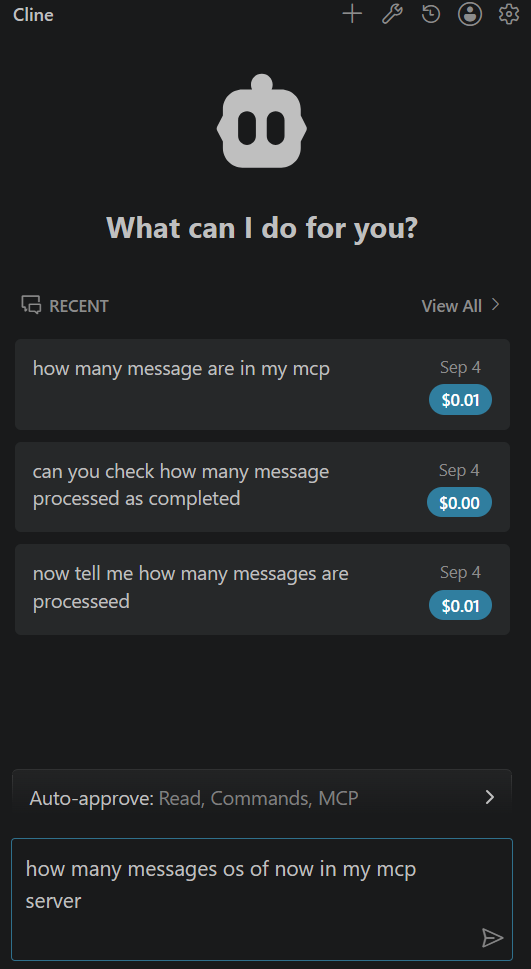 Cline
What can I do for you?
RECENT
View All
how many message are in my mcp
Sep 4
$0.01
can you check how many message
processed as completed
Sep 4
$0.00
now tell me how many messages are
processeed
Sep 4
$0.01
Auto-approve: Read, Commands, MCP
how many messages os of now in my mcp
server